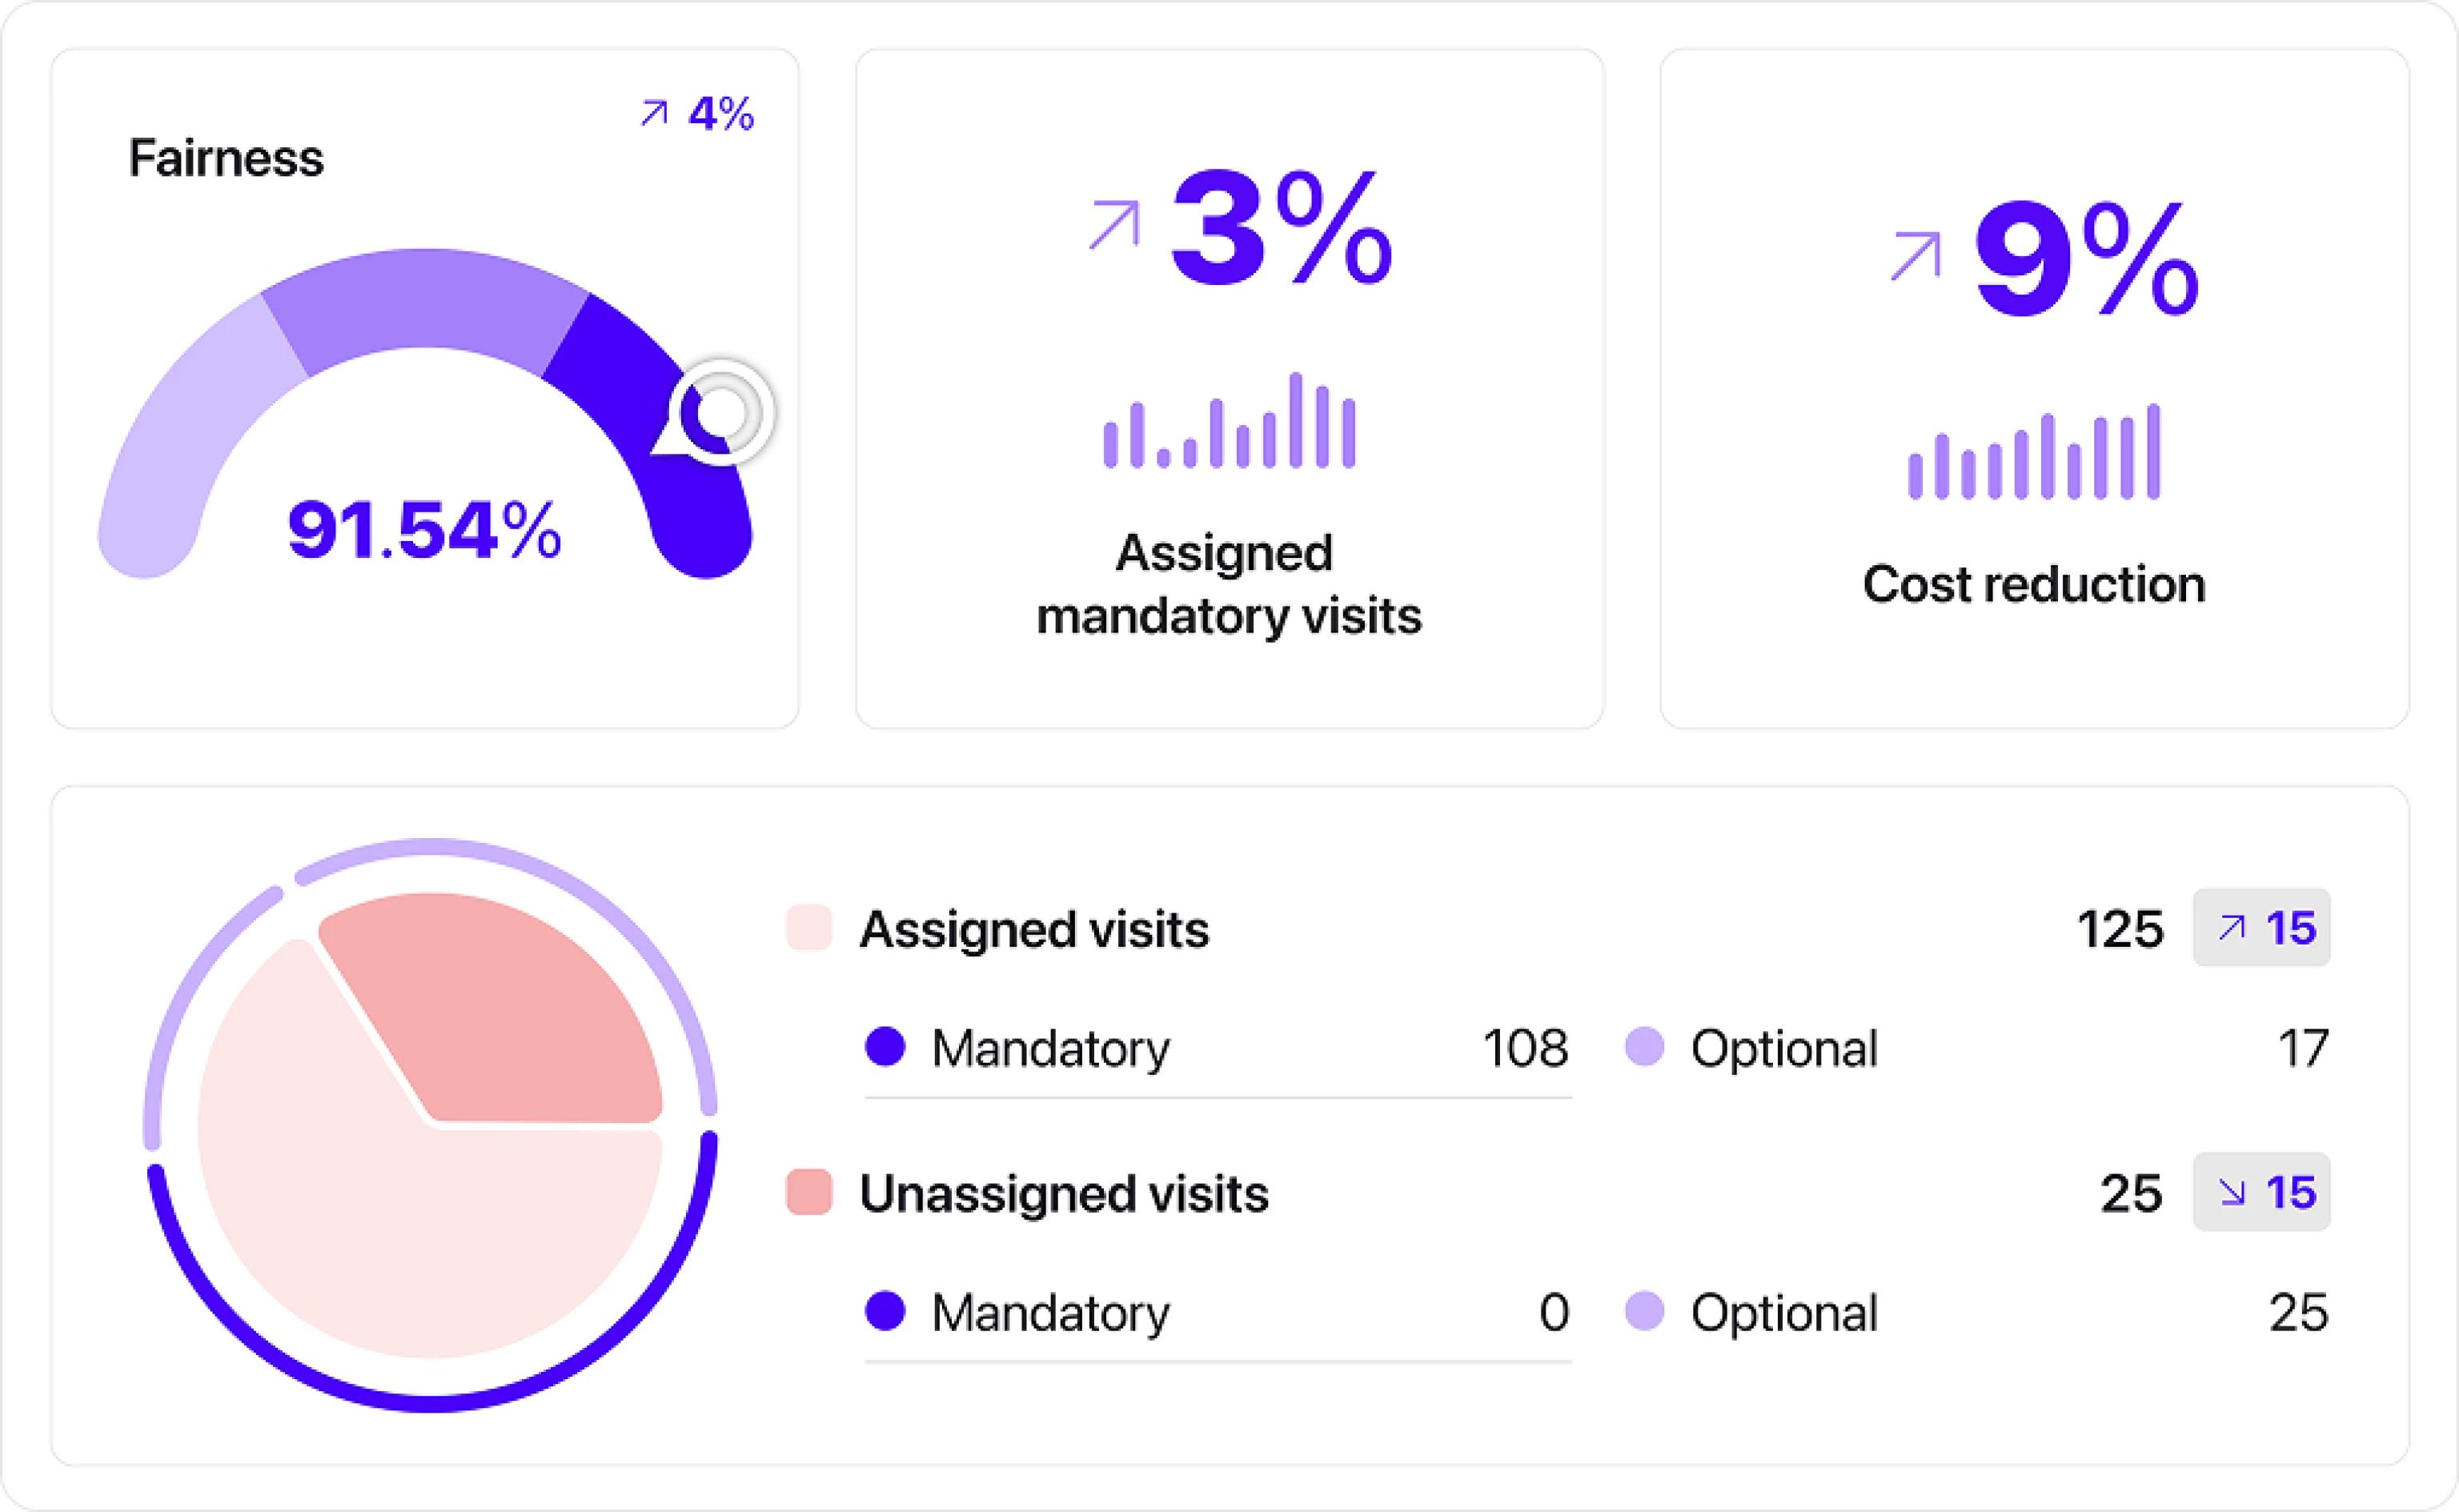 4%
Fairness
91.54%
3%
Assigned
mandatory visits
9%
Cost reduction
Assigned visits 125 15
Mandatory 108 Optional 17
Unassigned visits 25 15
Mandatory 0 Optional 25